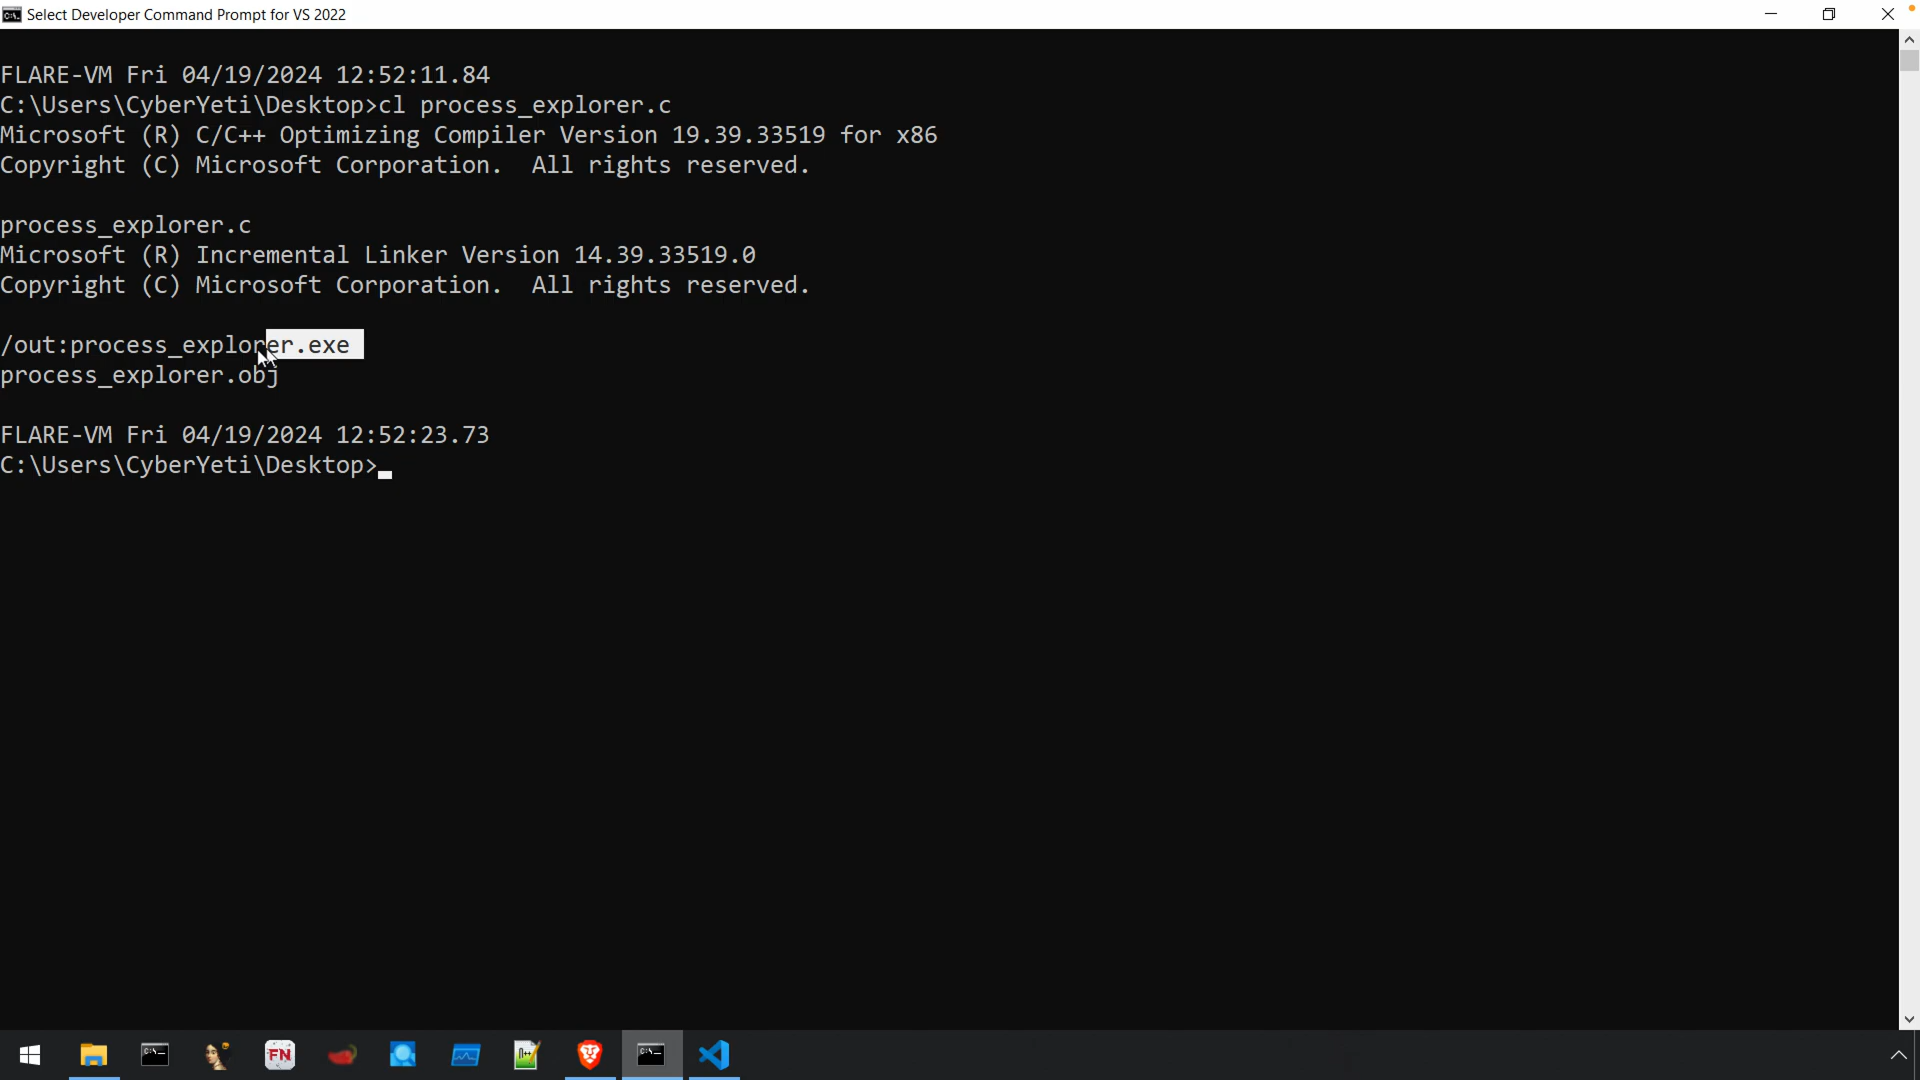 Select Developer Command Prompt for VS 2022
FLARE-VM Fri 04/19/2024 12:52:11.84
C:\Users\CyberYeti\Desktop>cl process_explorer.c
Microsoft (R) C/C++ Optimizing Compiler Version 19.39.33519 for x86
Copyright (C) Microsoft Corporation.  All rights reserved.
process_explorer.c
Microsoft (R) Incremental Linker Version 14.39.33519.0
Copyright (C) Microsoft Corporation.  All rights reserved.
/out:process_explorer.exe
process_explorer.obj
FLARE-VM Fri 04/19/2024 12:52:23.73
C:\Users\CyberYeti\Desktop>
FN